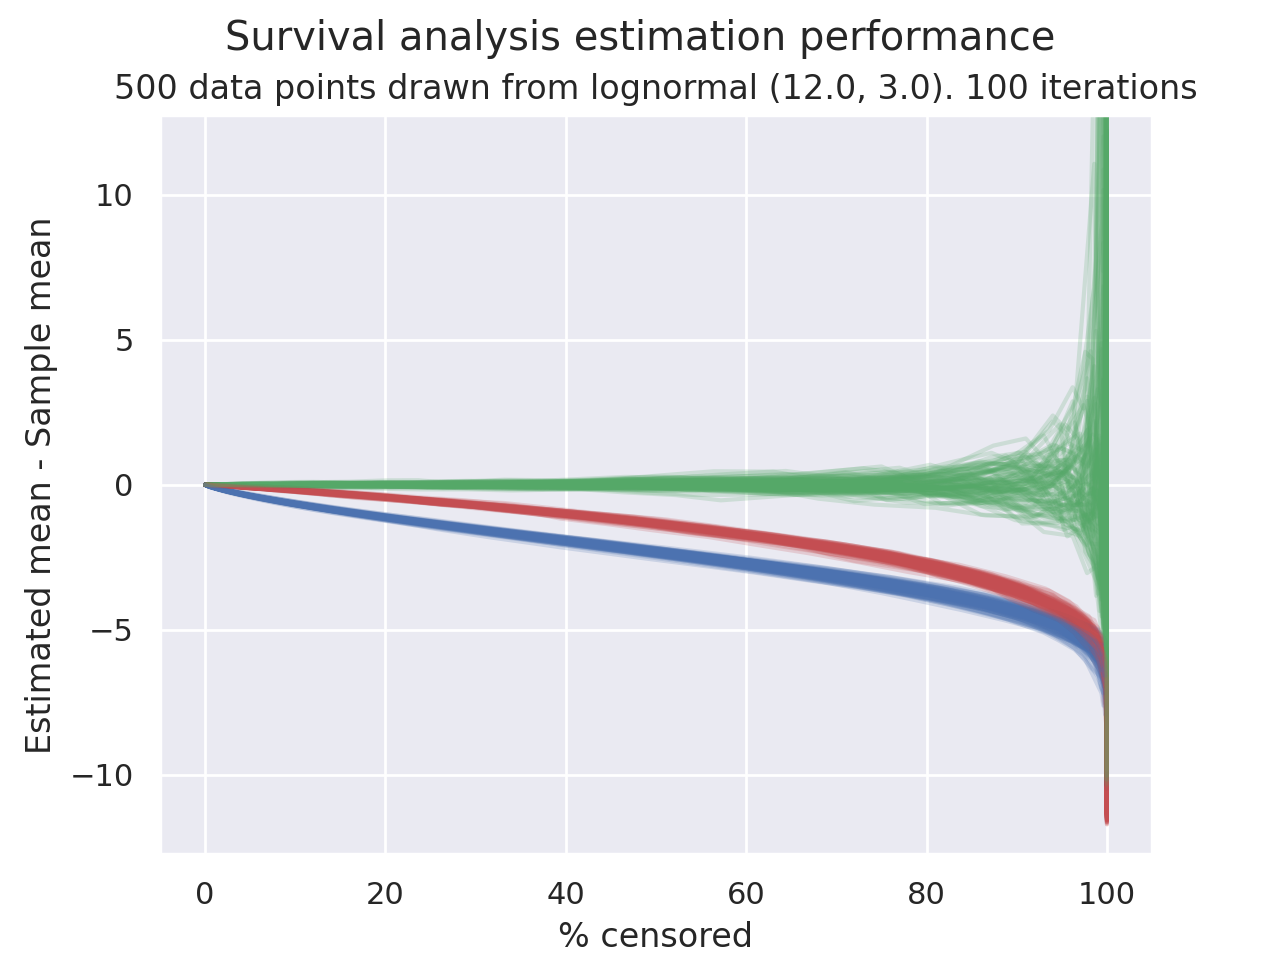 Survival analysis estimation performance
500 data points drawn from lognormal (12.0, 3.0). 100 iterations
Estimated mean - Sample mean
10
5
0
−5
−10
0 20 40 60 80 100
% censored